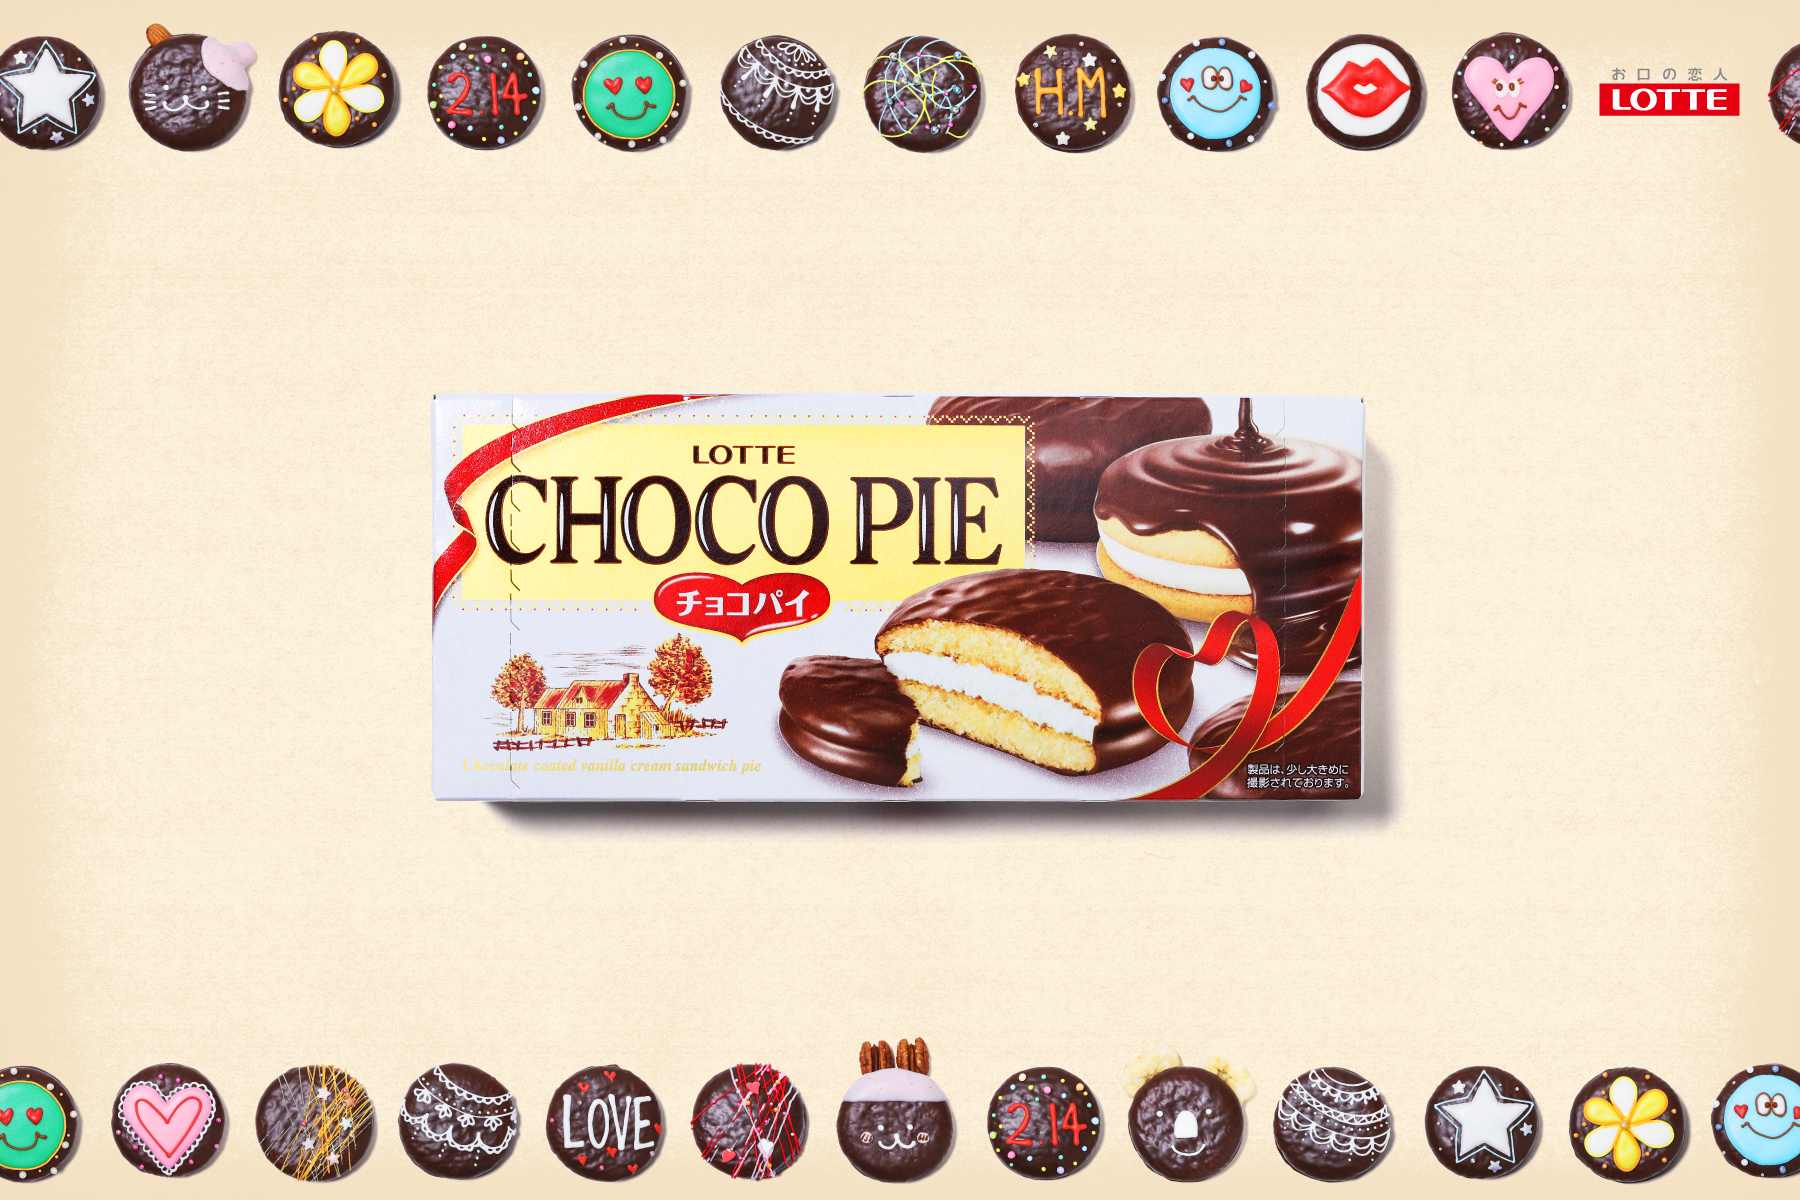 2 14
H.M
お口の恋人
LOTTE
LOTTE
CHOCO PIE
チョコパイ
Chocolate coated vanilla cream sandwich pie
製品は、少し大きめに
撮影されております。
LOVE
2.14